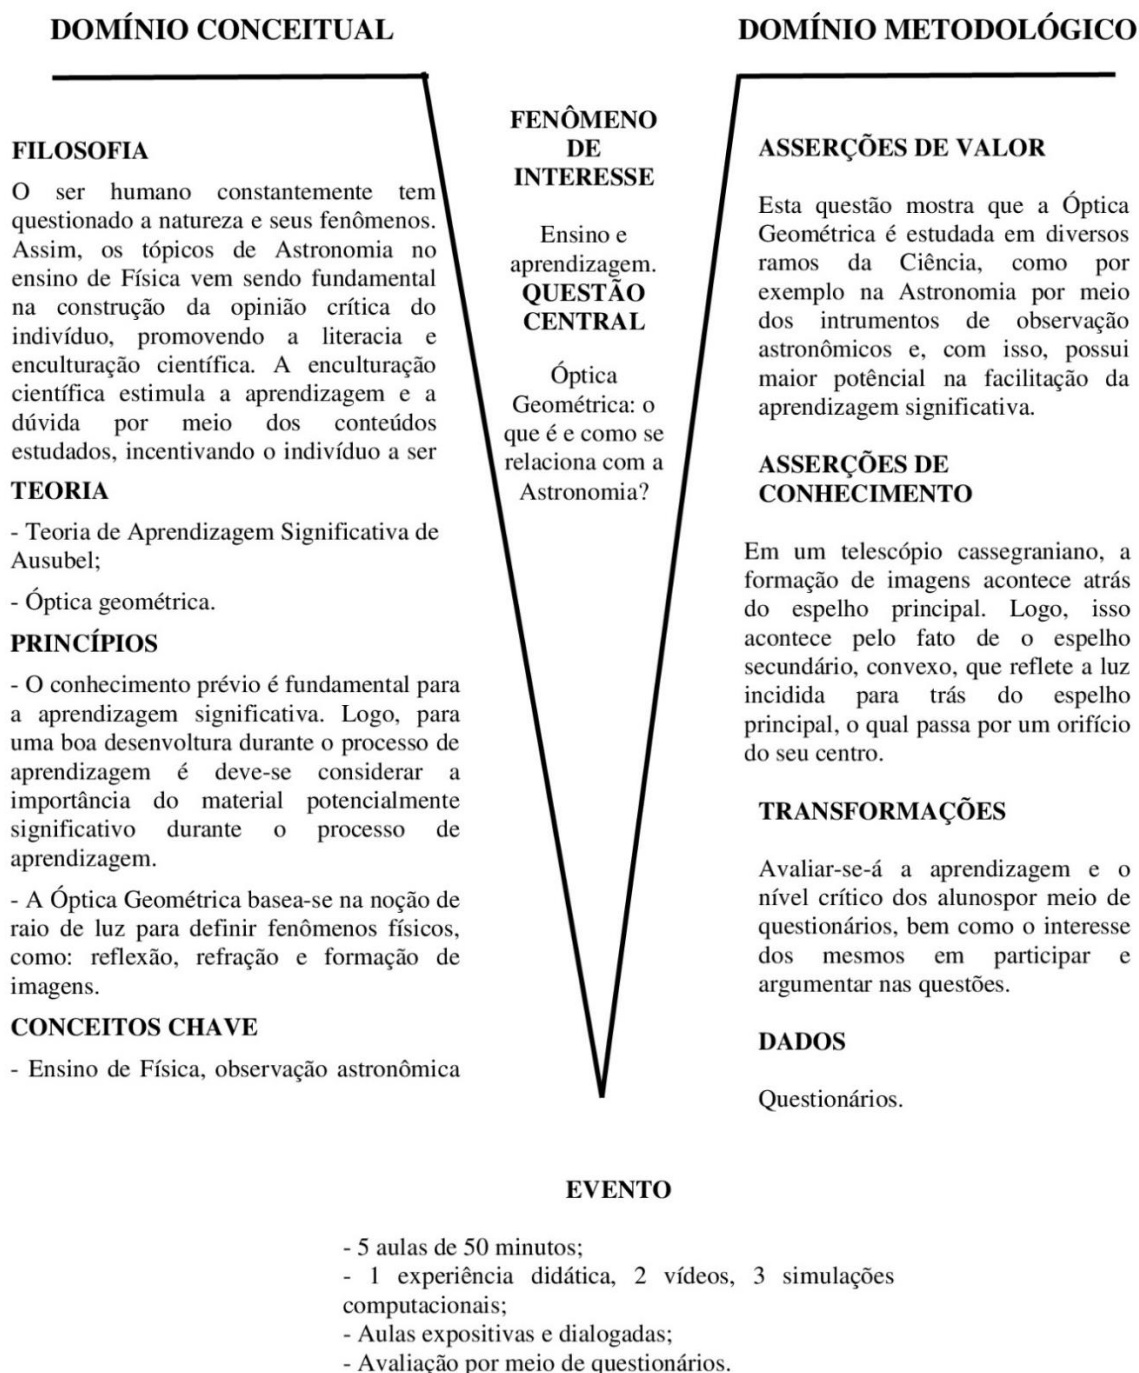 DOMÍNIO CONCEITUAL
FILOSOFIA
O ser humano constantemente tem
questionado a natureza e seus fenômenos.
Assim, os tópicos de Astronomia no
ensino de Física vem sendo fundamental
na construção da opinião crítica do
indivíduo, promovendo a literacia e
enculturação científica. A enculturação
científica estimula a aprendizagem e a
dúvida por meio dos conteúdos
estudados, incentivando o indivíduo a ser
TEORIA
- Teoria de Aprendizagem Significativa de
Ausubel;
- Óptica geométrica.
PRINCÍPIOS
- O conhecimento prévio é fundamental para
a aprendizagem significativa. Logo, para
uma boa desenvoltura durante o processo de
aprendizagem é deve-se considerar a
importância do material potencialmente
significativo durante o processo de
aprendizagem.
- A Óptica Geométrica basea-se na noção de
raio de luz para definir fenômenos físicos,
como: reflexão, refração e formação de
imagens.
CONCEITOS CHAVE
- Ensino de Física, observação astronômica
FENÔMENO
DE
INTERESSE
Ensino e
aprendizagem.
QUESTÃO
CENTRAL
Óptica
Geométrica: o
que é e como se
relaciona com a
Astronomia?
DOMÍNIO METODOLÓGICO
ASSERÇÕES DE VALOR
Esta questão mostra que a Óptica
Geométrica é estudada em diversos
ramos da Ciência, como por
exemplo na Astronomia por meio
dos intrumentos de observação
astronômicos e, com isso, possui
maior potêncial na facilitação da
aprendizagem significativa.
ASSERÇÕES DE
CONHECIMENTO
Em um telescópio cassegraniano, a
formação de imagens acontece atrás
do espelho principal. Logo, isso
acontece pelo fato de o espelho
secundário, convexo, que reflete a luz
incidida para trás do espelho
principal, o qual passa por um orifício
do seu centro.
TRANSFORMAÇÕES
Avaliar-se-á a aprendizagem e o
nível crítico dos alunospor meio de
questionários, bem como o interesse
dos mesmos em participar e
argumentar nas questões.
DADOS
Questionários.
EVENTO
- 5 aulas de 50 minutos;
- 1 experiência didática, 2 vídeos, 3 simulações
computacionais;
- Aulas expositivas e dialogadas;
- Avaliação por meio de questionários.